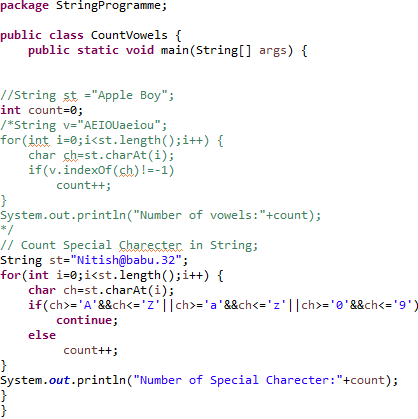 package StringProgramme;
public class CountVowels {
public static void main(String[] args) {
//String st ="Apple Boy";
int count=0;
/*String v="AEIOUaeiou";
for(int i=0;i<st.length();i++) {
char ch=st.charAt(i);
if(v.indexOf(ch)!=-1)
count++;
}
System.out.println("Number of vowels:"+count);
*/
// Count Special Charecter in String;
String st="Nitish@babu.32";
for(int i=0;i<st.length();i++) {
char ch=st.charAt(i);
if(ch>='A'&&ch<='Z'||ch>='a'&&ch<='z'||ch>='0'&&ch<='9')
continue;
else
count++;
}
System.out.println("Number of Special Charecter:"+count);
}
}